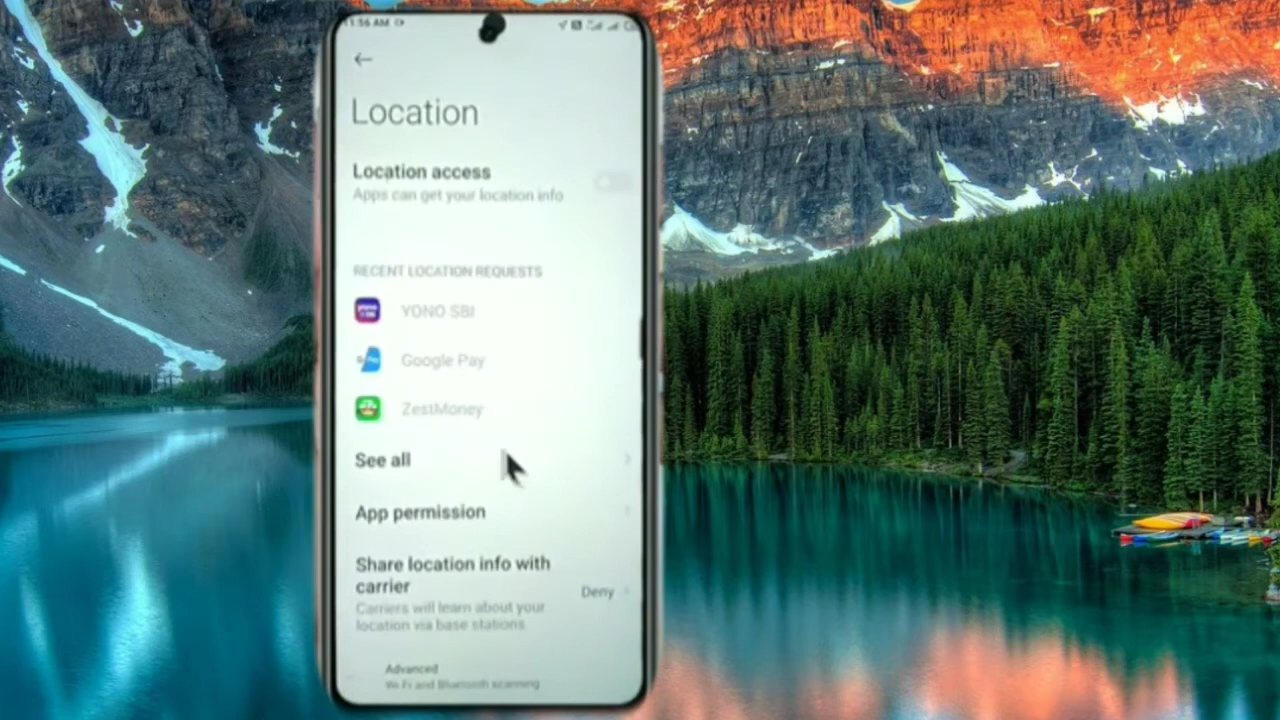 11:56 AM
Location
Location access
Apps can get your location info
RECENT LOCATION REQUESTS
YONO SBI
Google Pay
ZestMoney
See all
App permission
Share location info with
carrier
Deny
Carriers will learn about your
location via base stations
Advanced
Wi-Fi and Bluetooth scanning